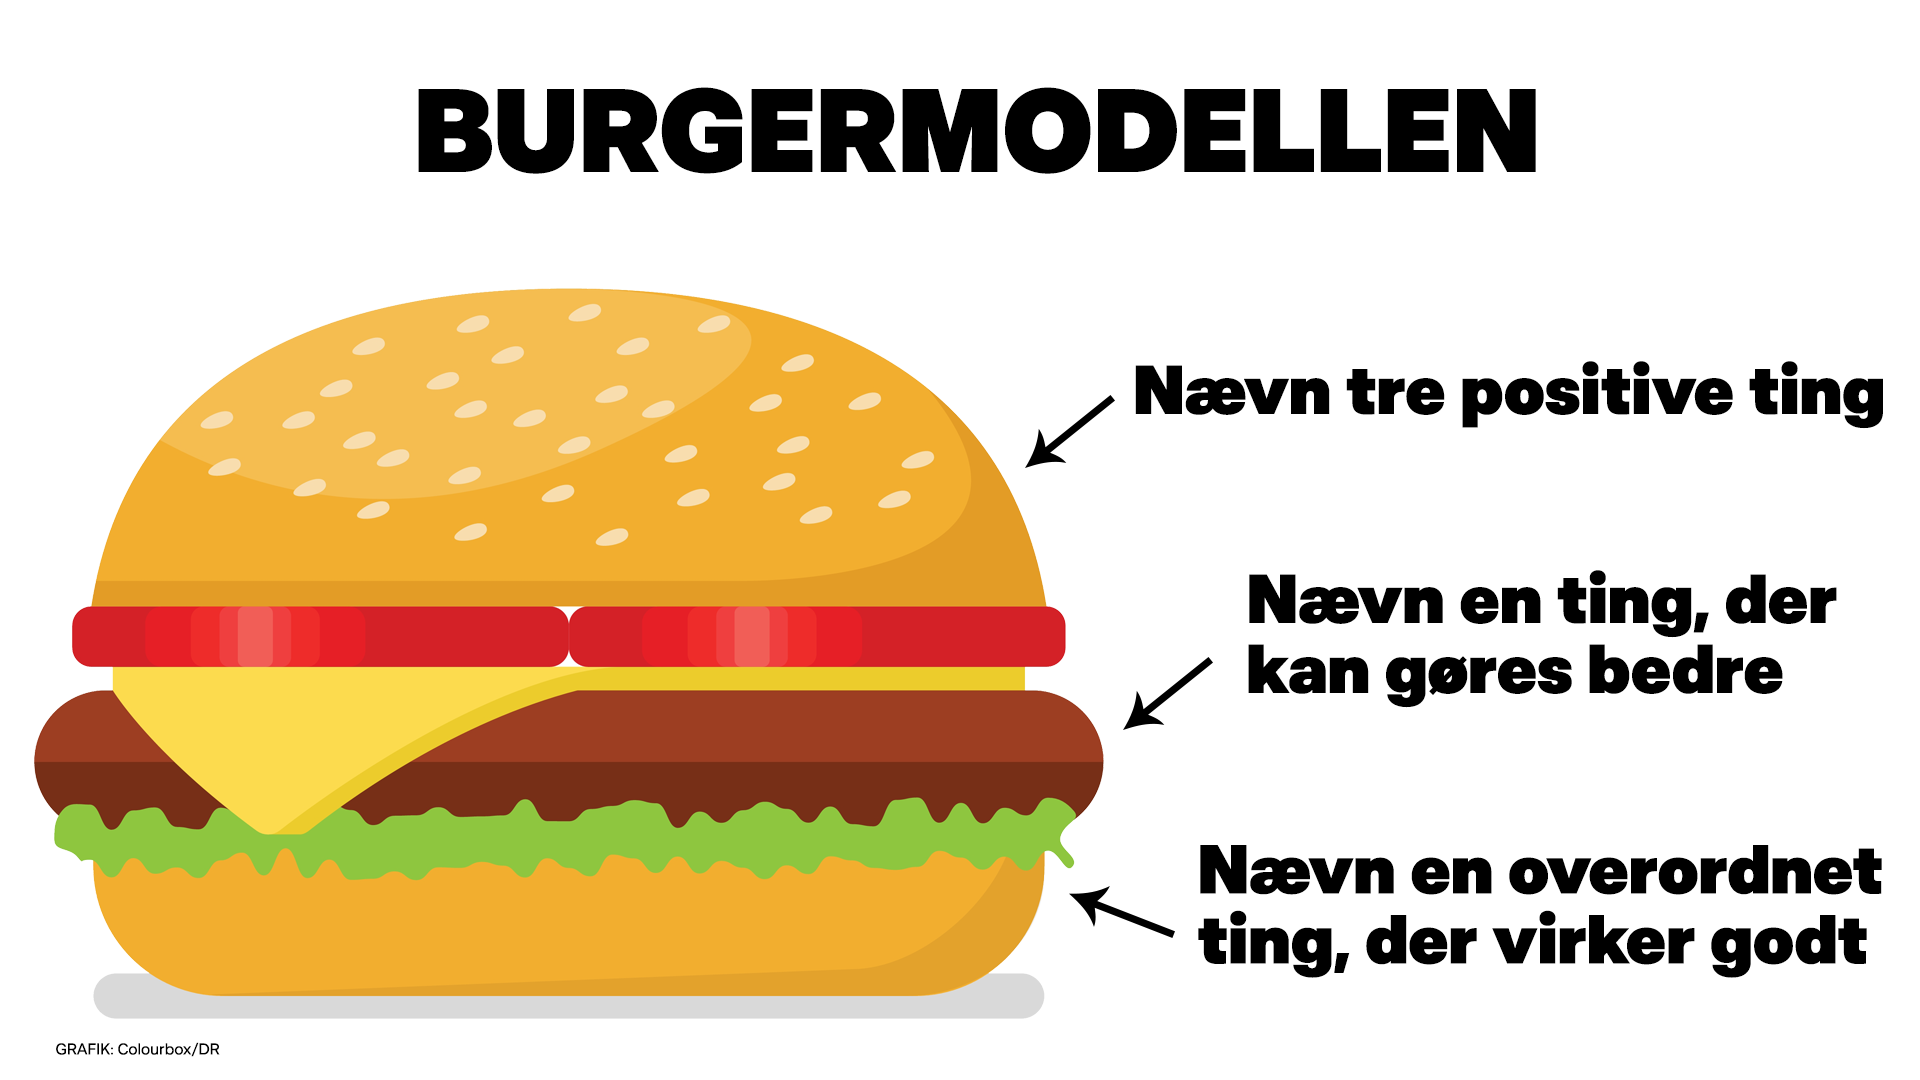 BURGERMODELLEN
Nævn tre positive ting
Nævn en ting, der
kan gøres bedre
Nævn en overordnet
ting, der virker godt
GRAFIK: Colourbox/DR